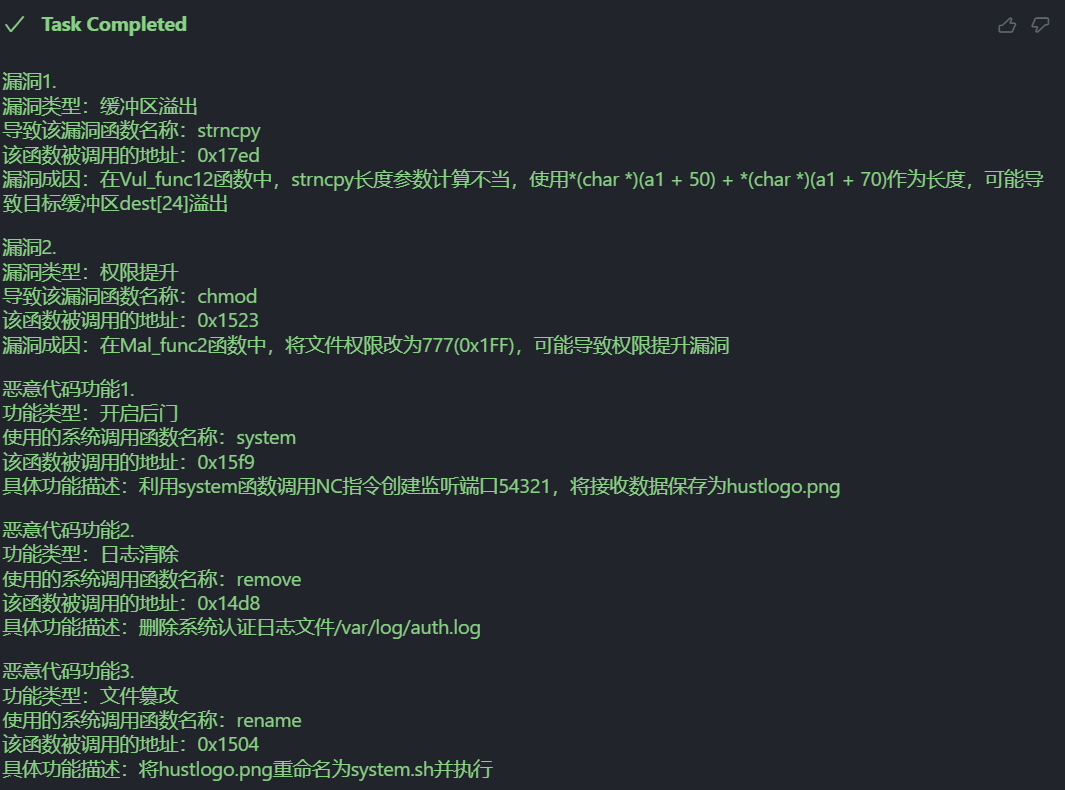 Task Completed
漏洞1.
漏洞类型：缓冲区溢出
导致该漏洞函数名称：strncpy
该函数被调用的地址：0x17ed
漏洞成因：在Vul_func12函数中，strncpy长度参数计算不当，使用*(char *)(a1 + 50) + *(char *)(a1 + 70)作为长度，可能导
致目标缓冲区dest[24]溢出
漏洞2.
漏洞类型：权限提升
导致该漏洞函数名称：chmod
该函数被调用的地址：0x1523
漏洞成因：在Mal_func2函数中，将文件权限改为777(0x1FF)，可能导致权限提升漏洞
恶意代码功能1.
功能类型：开启后门
使用的系统调用函数名称：system
该函数被调用的地址：0x15f9
具体功能描述：利用system函数调用NC指令创建监听端口54321，将接收数据保存为hustlogo.png
恶意代码功能2.
功能类型：日志清除
使用的系统调用函数名称：remove
该函数被调用的地址：0x14d8
具体功能描述：删除系统认证日志文件/var/log/auth.log
恶意代码功能3.
功能类型：文件篡改
使用的系统调用函数名称：rename
该函数被调用的地址：0x1504
具体功能描述：将hustlogo.png重命名为system.sh并执行